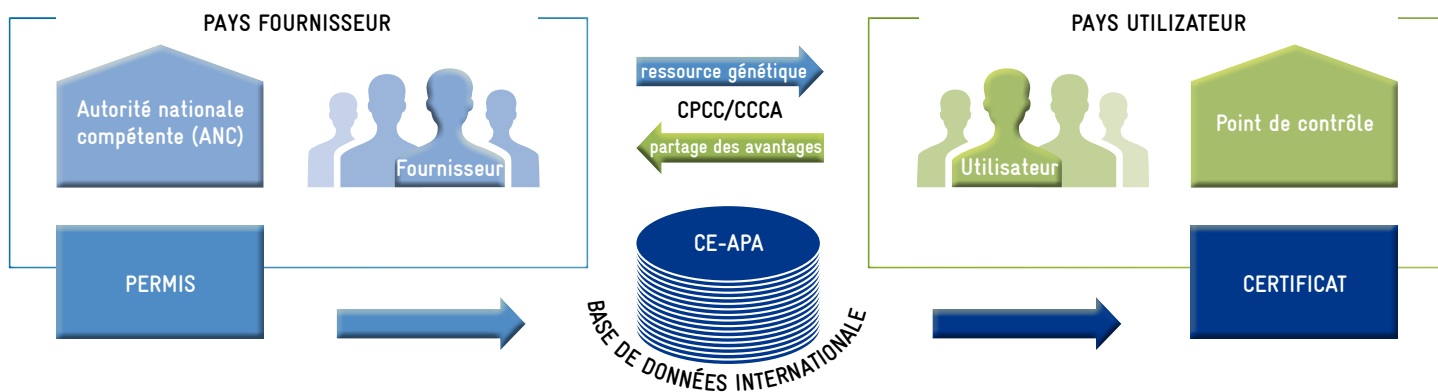 PAYS FOURNISSEUR
Autorité nationale
compétente (ANC)
Fournisseur
PERMIS
ressource génétique
CPCC/CCCA
partage des avantages
CE-APA
BASE DE DONNÉES INTERNATIONALE
PAYS UTILIZATEUR
Utilisateur
Point de contrôle
CERTIFICAT